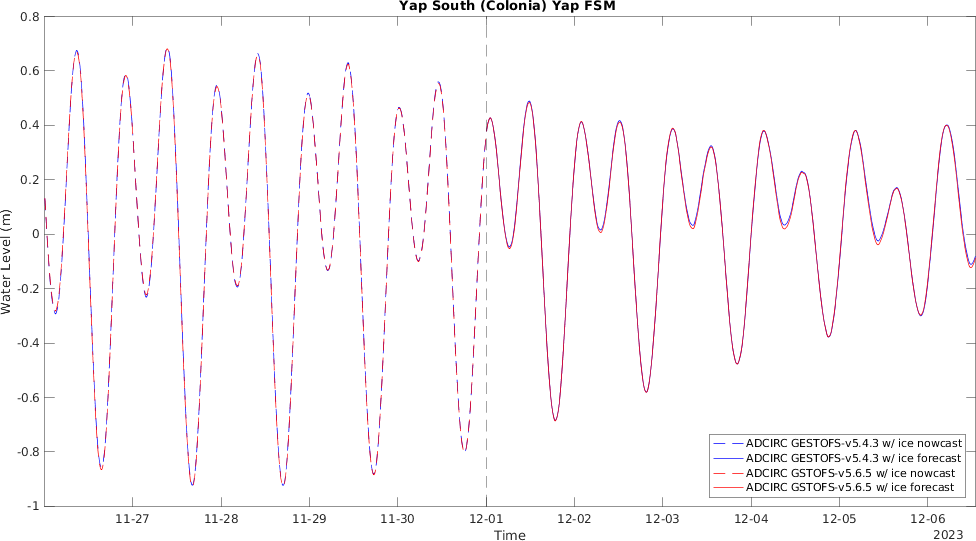 Yap South (Colonia) Yap FSM
0.8
0.6
0.4
0.2
0
-0.2
-0.4
-0.6
-0.8
-1
Water Level (m)
ADCIRC GESTOFS-v5.4.3 w/ ice nowcast
ADCIRC GESTOFS-v5.4.3 w/ ice forecast
ADCIRC GSTOFS-v5.6.5 w/ ice nowcast
ADCIRC GSTOFS-v5.6.5 w/ ice forecast
11-27 11-28 11-29 11-30 12-01 12-02 12-03 12-04 12-05 12-06
Time
2023